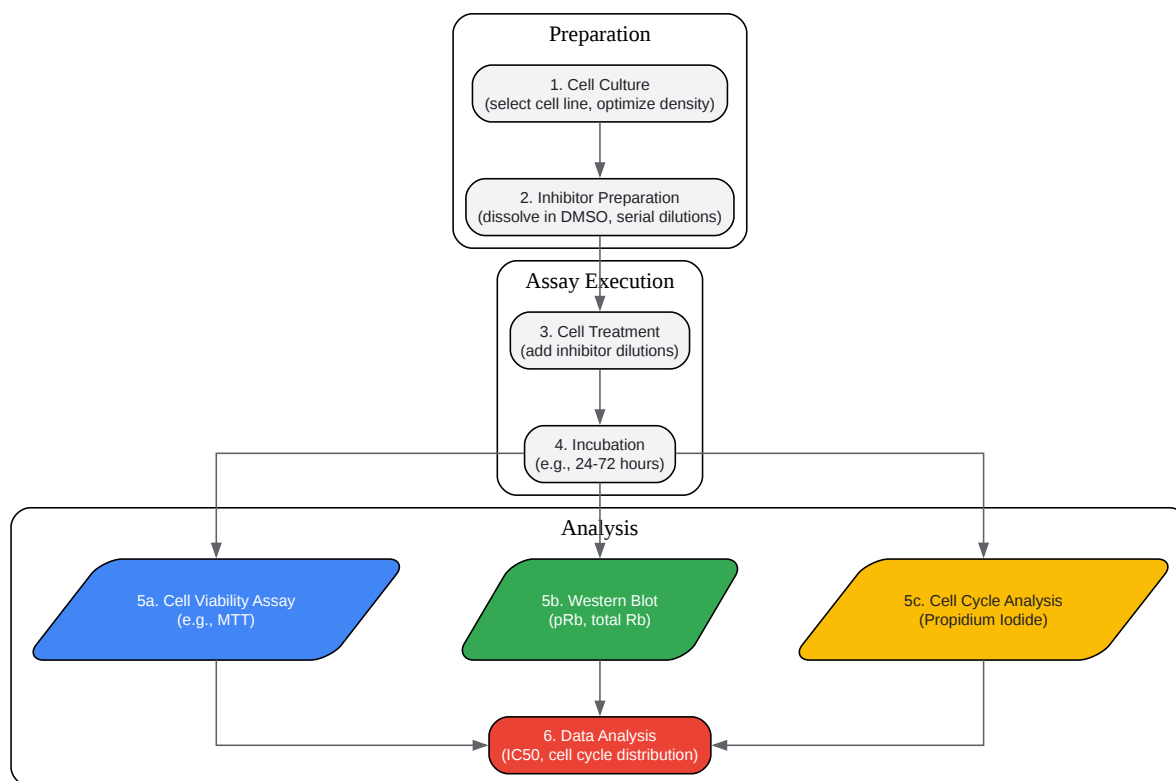 Preparation
1. Cell Culture
(select cell line, optimize density)
2. Inhibitor Preparation
(dissolve in DMSO, serial dilutions)
Assay Execution
3. Cell Treatment
(add inhibitor dilutions)
4. Incubation
(e.g., 24-72 hours)
Analysis
5a. Cell Viability Assay
(e.g., MTT)
5b. Western Blot
(pRb, total Rb)
5c. Cell Cycle Analysis
(Propidium Iodide)
6. Data Analysis
(IC50, cell cycle distribution)